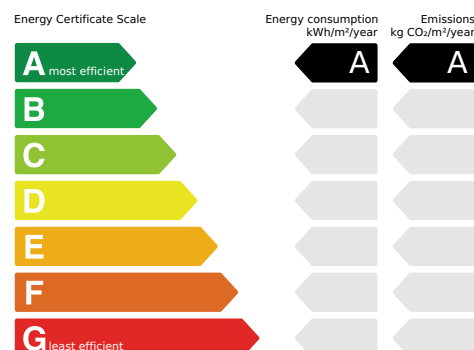 Energy Certificate Scale
Energy consumption
kWh/m²/year
Emissions
kg CO₂/m²/year
A most efficient
A
A
B
C
D
E
F
G least efficient